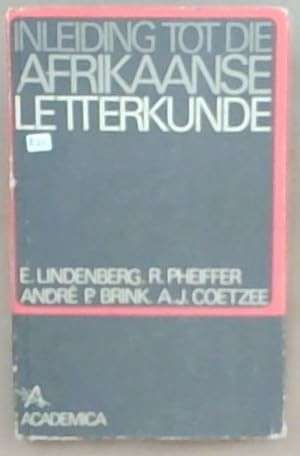 INLEIDING TOT DIE
AFRIKAANSE
LETTERKUNDE
E. LINDENBERG. R. PHEIFFER
ANDRÉ P. BRINK. A.J. COETZEE
ACADEMICA